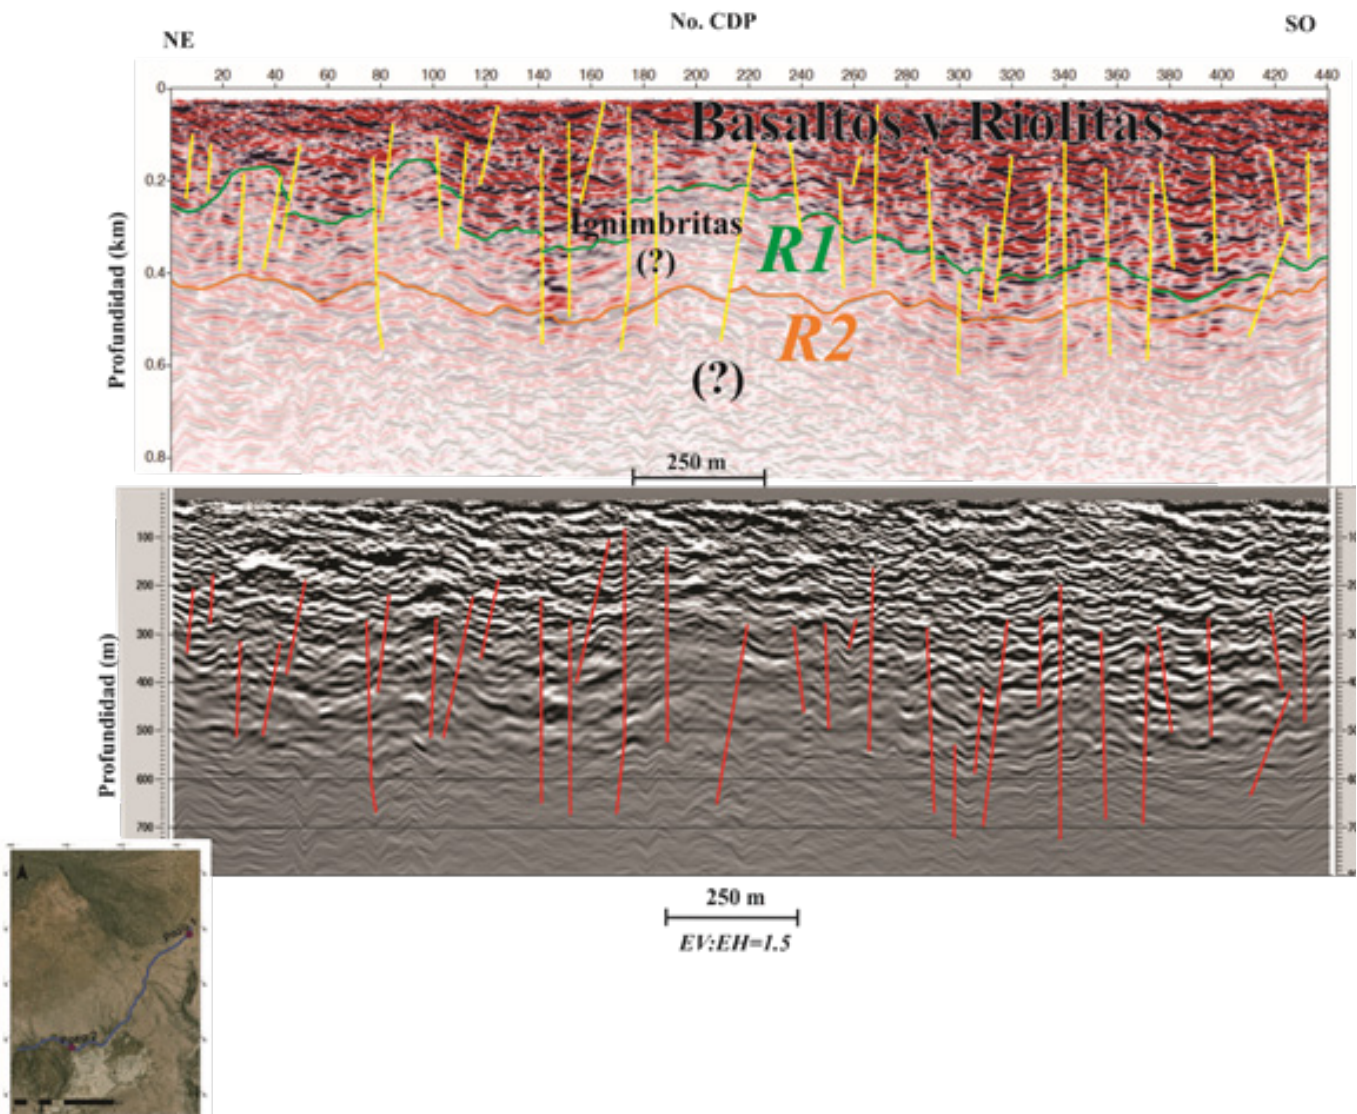 No. CDP
NE
SO
20 40 60 80 100 120 140 160 180 200 220 240 260 280 300 320 340 360 380 400 420 440
0
Basaltos y Riolitas
0.2
Ignimbritas
(?)
R1
0.4
R2
0.6
(?)
0.8
Profundidad (km)
250 m
100
200
300
400
500
600
700
Profundidad (m)
250 m
EV:EH=1.5